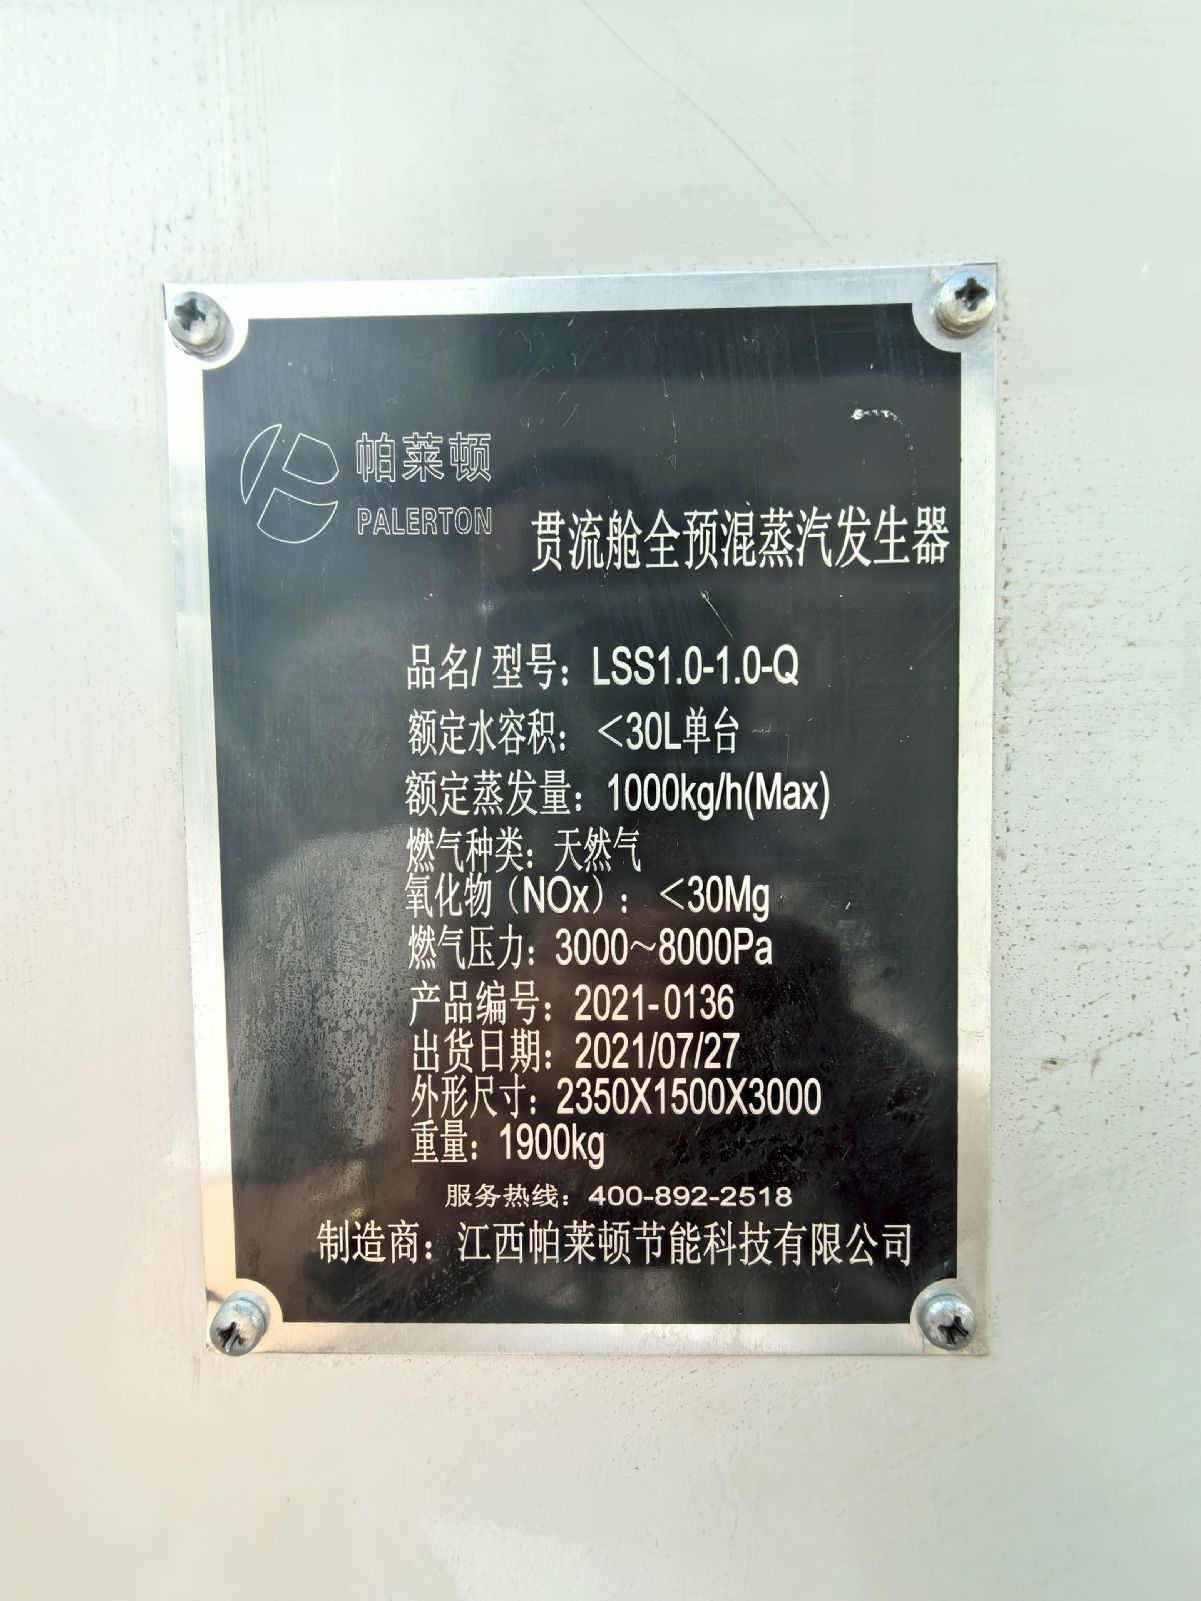 帕莱顿
PALERTON
贯流舱全预混蒸汽发生器
品名/ 型号：LSS1.0-1.0-Q
额定水容积：＜30L单台
额定蒸发量：1000kg/h(Max)
燃气种类：天然气
氧化物（NOx）：＜30Mg
燃气压力：3000～8000Pa
产品编号：2021-0136
出货日期：2021/07/27
外形尺寸：2350X1500X3000
重量：1900kg
服务热线：400-892-2518
制造商：江西帕莱顿节能科技有限公司